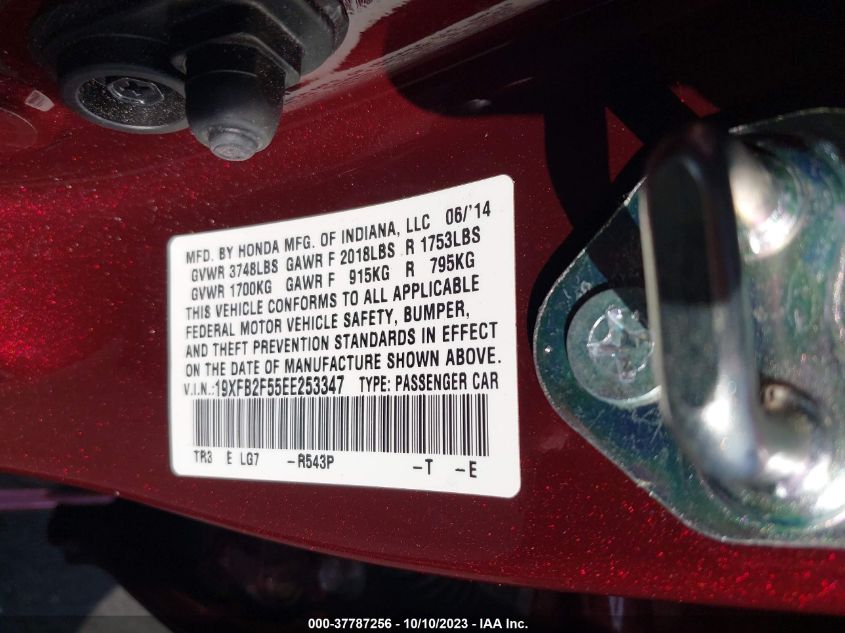 MFD. BY HONDA MFG. OF INDIANA, LLC 06/'14
GVWR 3748LBS GAWR F 2018LBS R 1753LBS
GVWR 1700KG GAWR F 915KG R 795KG
THIS VEHICLE CONFORMS TO ALL APPLICABLE
FEDERAL MOTOR VEHICLE SAFETY, BUMPER,
AND THEFT PREVENTION STANDARDS IN EFFECT
ON THE DATE OF MANUFACTURE SHOWN ABOVE.
V.I.N.: 19XFB2F55EE253347 TYPE: PASSENGER CAR
TR3 E LG7 -R543P -T -E
000-37787256 - 10/10/2023 - © IAA Inc.